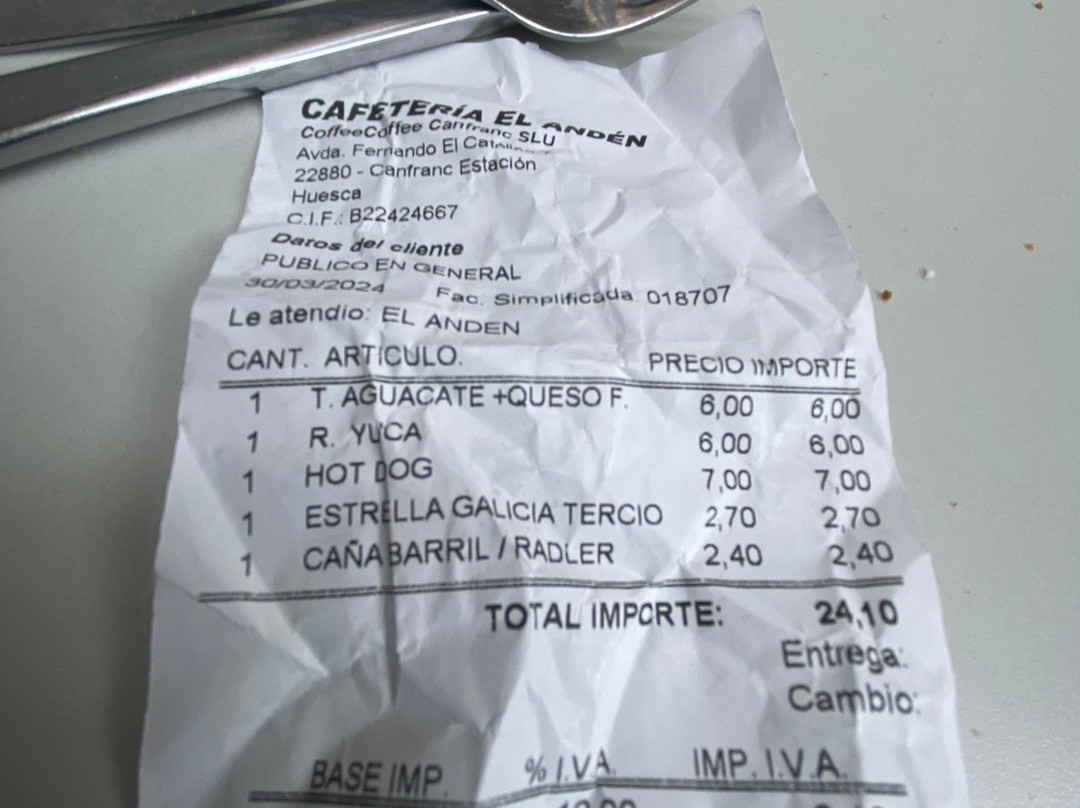 CAFETERÍA EL ANDÉN
CoffeeCoffee Canfranc SLU
Avda. Fernando El
22880 - Canfranc Estación
Huesca
C.I.F.: B22424667
Datos del cliente
PUBLICO EN GENERAL
30/03/2024 Fac. Simplificada: 018707
Le atendio: EL ANDEN
CANT. ARTICULO. PRECIO IMPORTE
1 T. AGUACATE +QUESO F. 6,00 6,00
1 R. YUCA 6,00 6,00
1 HOT DOG 7,00 7,00
1 ESTRELLA GALICIA TERCIO 2,70 2,70
1 CAÑA BARRIL / RADLER 2,40 2,40
TOTAL IMPORTE: 24,10
Entrega:
Cambio:
BASE IMP. % I.VA. IMP. I.V.A.